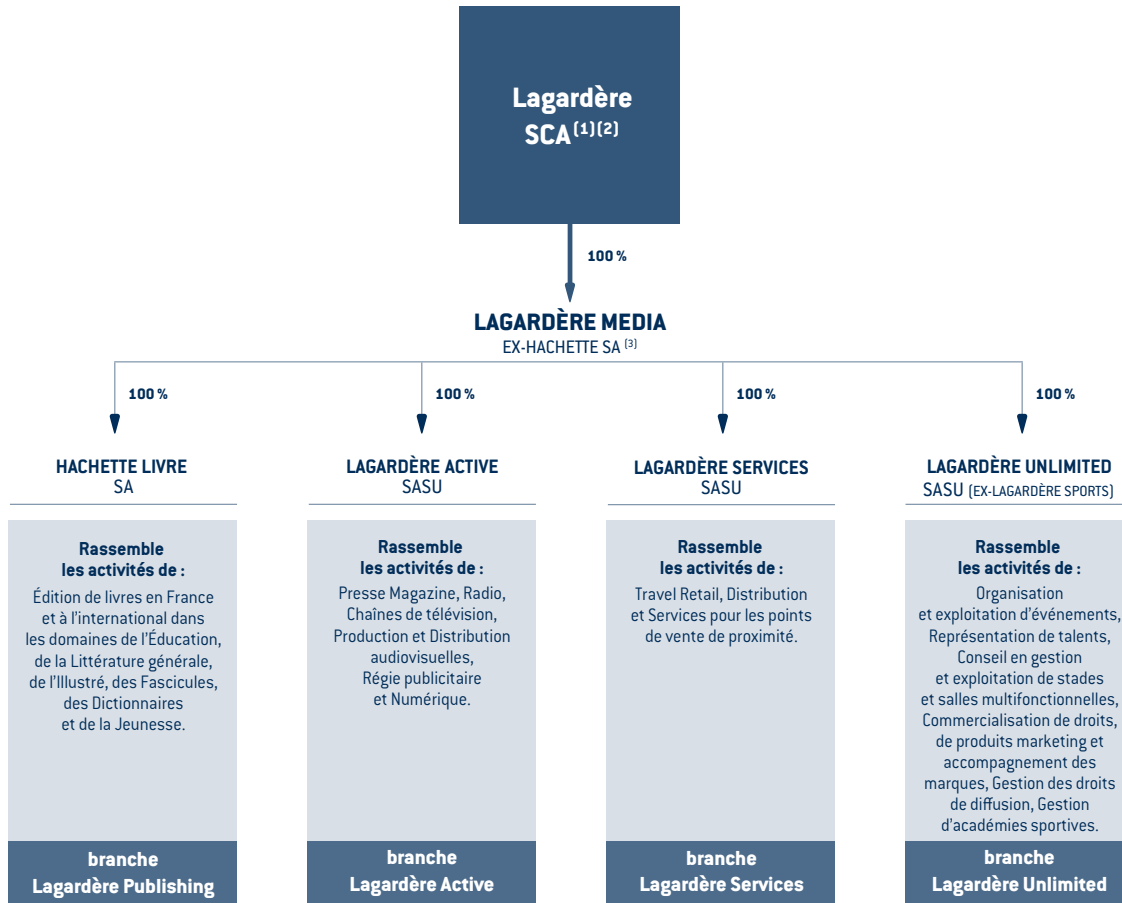 Lagardère
SCA (1)(2)
100 %
LAGARDÈRE MEDIA
EX-HACHETTE SA (3)
100 %
100 %
100 %
100 %
HACHETTE LIVRE
SA
Rassemble
les activités de :
Édition de livres en France
et à l'international dans
les domaines de l'Éducation,
de la Littérature générale,
de l'Illustré, des Fascicules,
des Dictionnaires
et de la Jeunesse.
branche
Lagardère Publishing
LAGARDÈRE ACTIVE
SASU
Rassemble
les activités de :
Presse Magazine, Radio,
Chaînes de télévision,
Production et Distribution
audiovisuelles,
Régie publicitaire
et Numérique.
branche
Lagardère Active
LAGARDÈRE SERVICES
SASU
Rassemble
les activités de :
Travel Retail, Distribution
et Services pour les points
de vente de proximité.
branche
Lagardère Services
LAGARDÈRE UNLIMITED
SASU (EX-LAGARDÈRE SPORTS)
Rassemble
les activités de :
Organisation
et exploitation d'événements,
Représentation de talents,
Conseil en gestion
et exploitation de stades
et salles multifonctionnelles,
Commercialisation de droits,
de produits marketing et
accompagnement des
marques, Gestion des droits
de diffusion, Gestion
d'académies sportives.
branche
Lagardère Unlimited